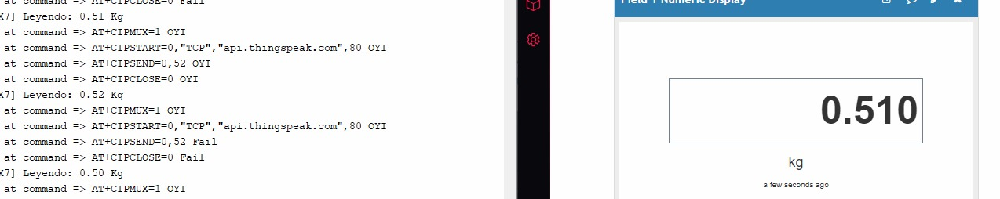 at command => AT+CIPCLOSE=0 Fail
X7] Leyendo: 0.51 Kg
at command => AT+CIPMUX=1 OYI
at command => AT+CIPSTART=0,"TCP","api.thingspeak.com",80 OYI
at command => AT+CIPSEND=0,52 OYI
at command => AT+CIPCLOSE=0 OYI
X7] Leyendo: 0.52 Kg
at command => AT+CIPMUX=1 OYI
at command => AT+CIPSTART=0,"TCP","api.thingspeak.com",80 OYI
at command => AT+CIPSEND=0,52 Fail
at command => AT+CIPCLOSE=0 Fail
X7] Leyendo: 0.50 Kg
at command => AT+CIPMUX=1 OYI
Field 1 Numeric Display
0.510
kg
a few seconds ago